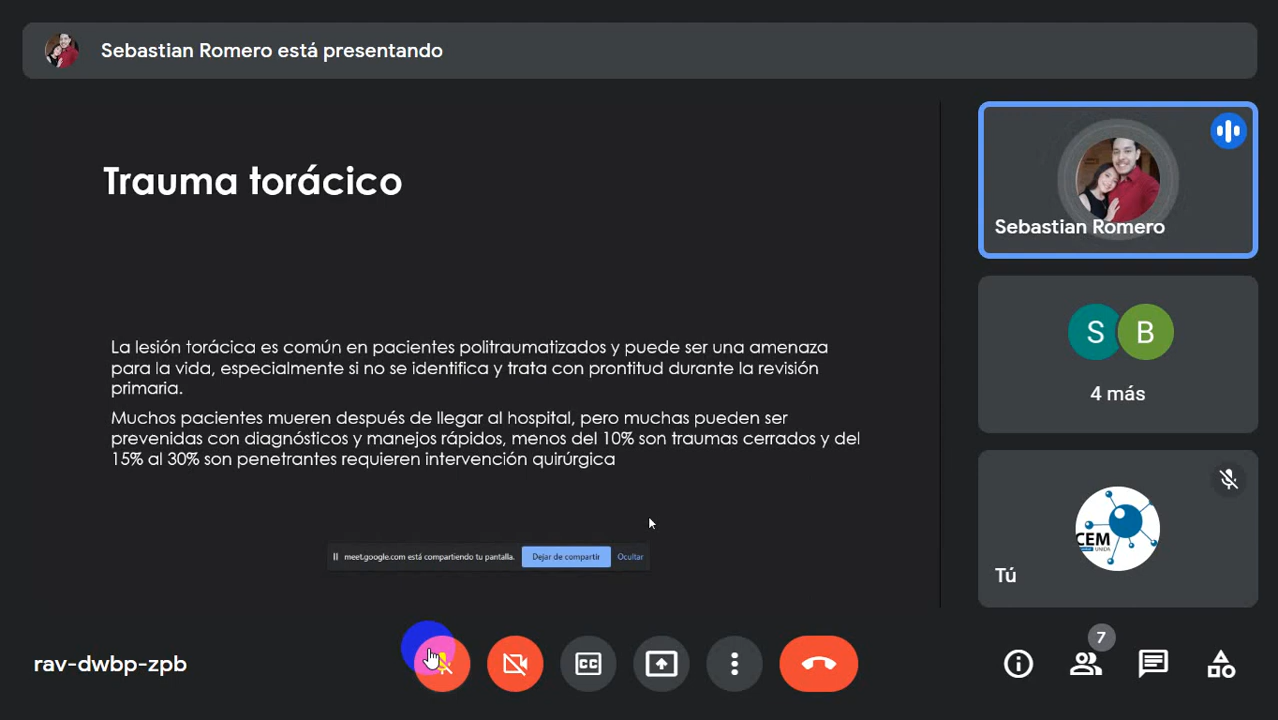 Sebastian Romero está presentando
Trauma torácico
La lesión torácica es común en pacientes politraumatizados y puede ser una amenaza
para la vida, especialmente si no se identifica y trata con prontitud durante la revisión
primaria.
Muchos pacientes mueren después de llegar al hospital, pero muchas pueden ser
prevenidas con diagnósticos y manejos rápidos, menos del 10% son traumas cerrados y del
15% al 30% son penetrantes requieren intervención quirúrgica
meet.google.com está compartiendo tu pantalla.
Dejar de compartir
Ocultar
Sebastian Romero
S
B
4 más
CEM
UNIDA
Tú
rav-dwbp-zpb
CC
7